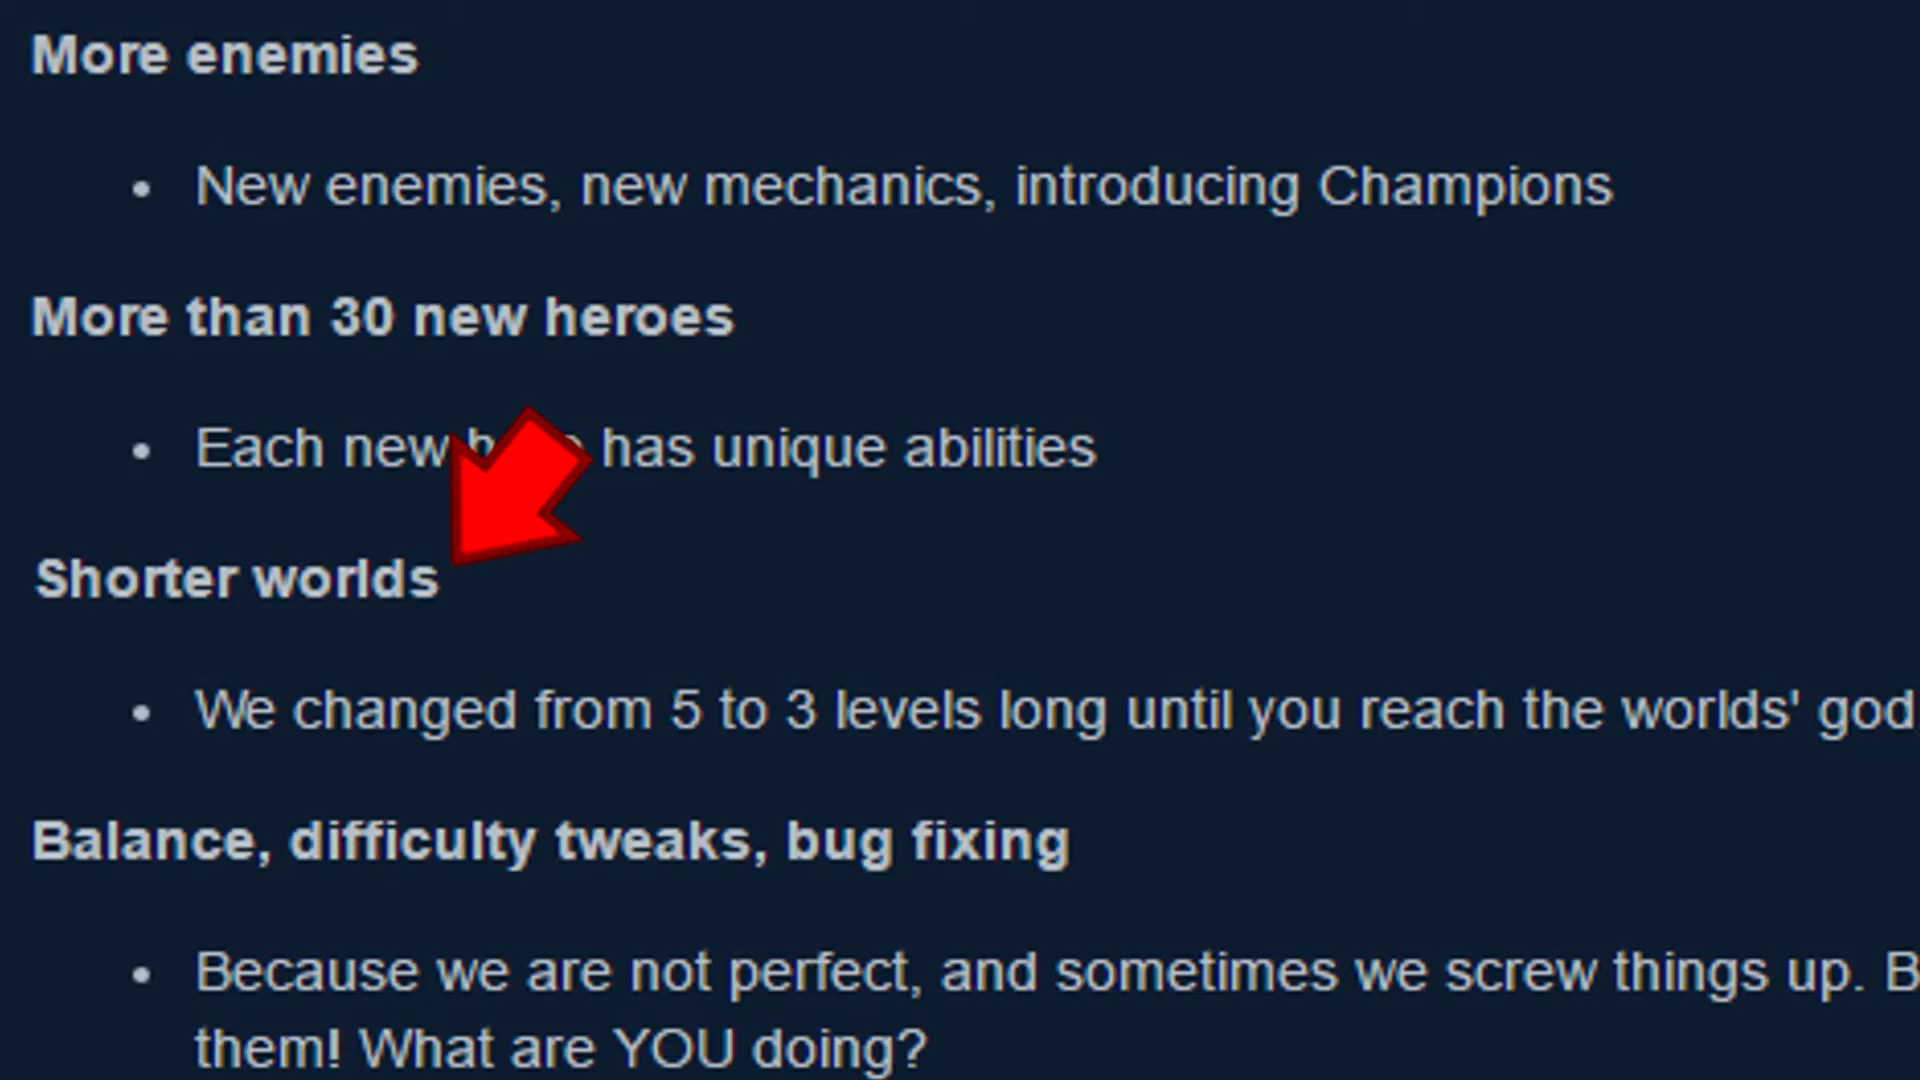 More enemies
• New enemies, new mechanics, introducing Champions
More than 30 new heroes
• Each new has unique abilities
Shorter worlds
• We changed from 5 to 3 levels long until you reach the worlds' god
Balance, difficulty tweaks, bug fixing
• Because we are not perfect, and sometimes we screw things up. B
them! What are YOU doing?